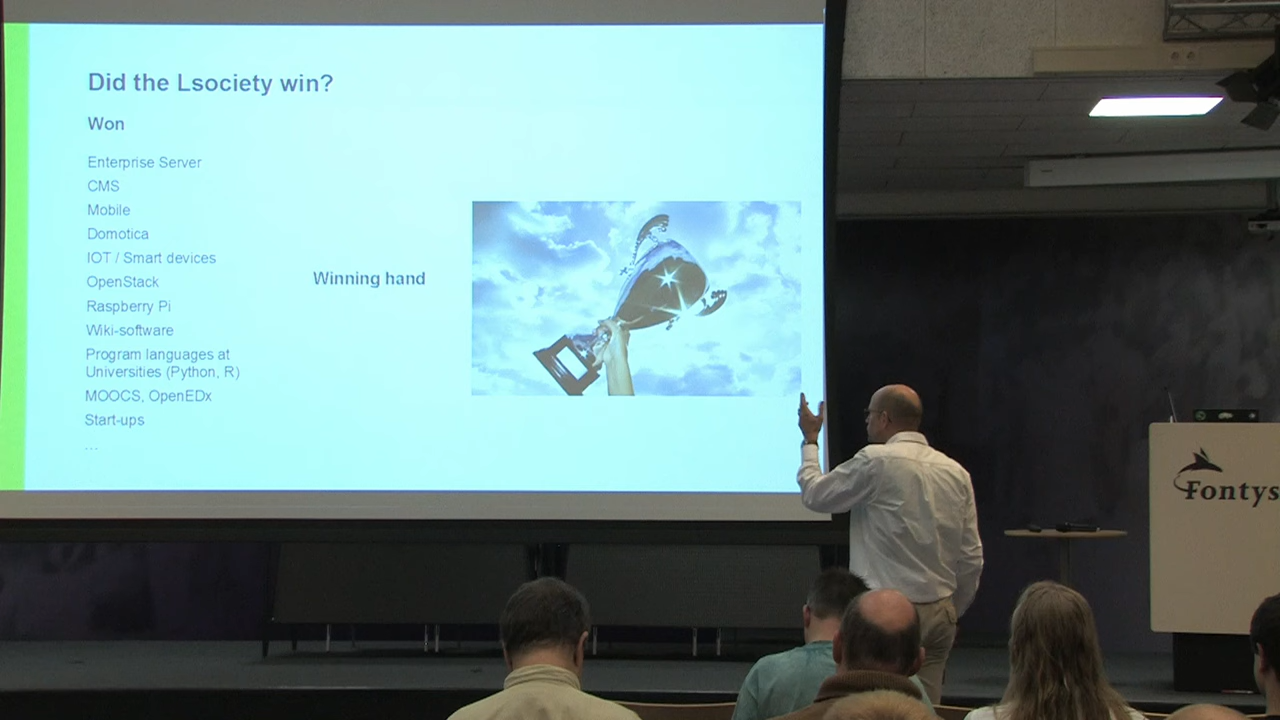 Did the Lsociety win?
Won
Enterprise Server
CMS
Mobile
Domotica
IOT / Smart devices
OpenStack
Raspberry Pi
Wiki-software
Program languages at
Universities (Python, R)
MOOCS, OpenEDx
Start-ups
...
Winning hand
Fontys